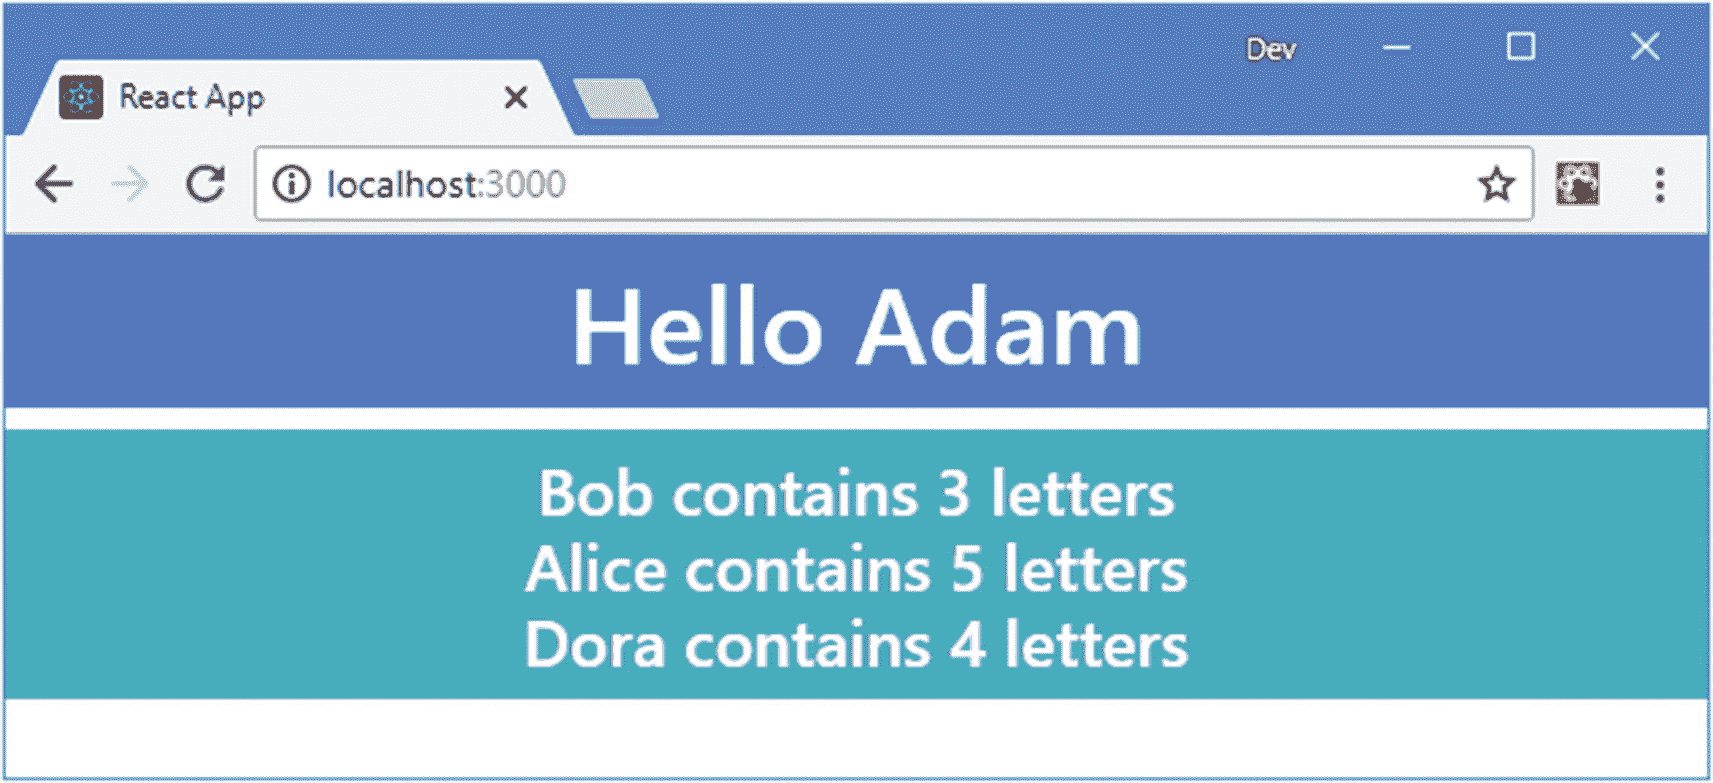 Dev
React App
localhost:3000
Hello Adam
Bob contains 3 letters
Alice contains 5 letters
Dora contains 4 letters